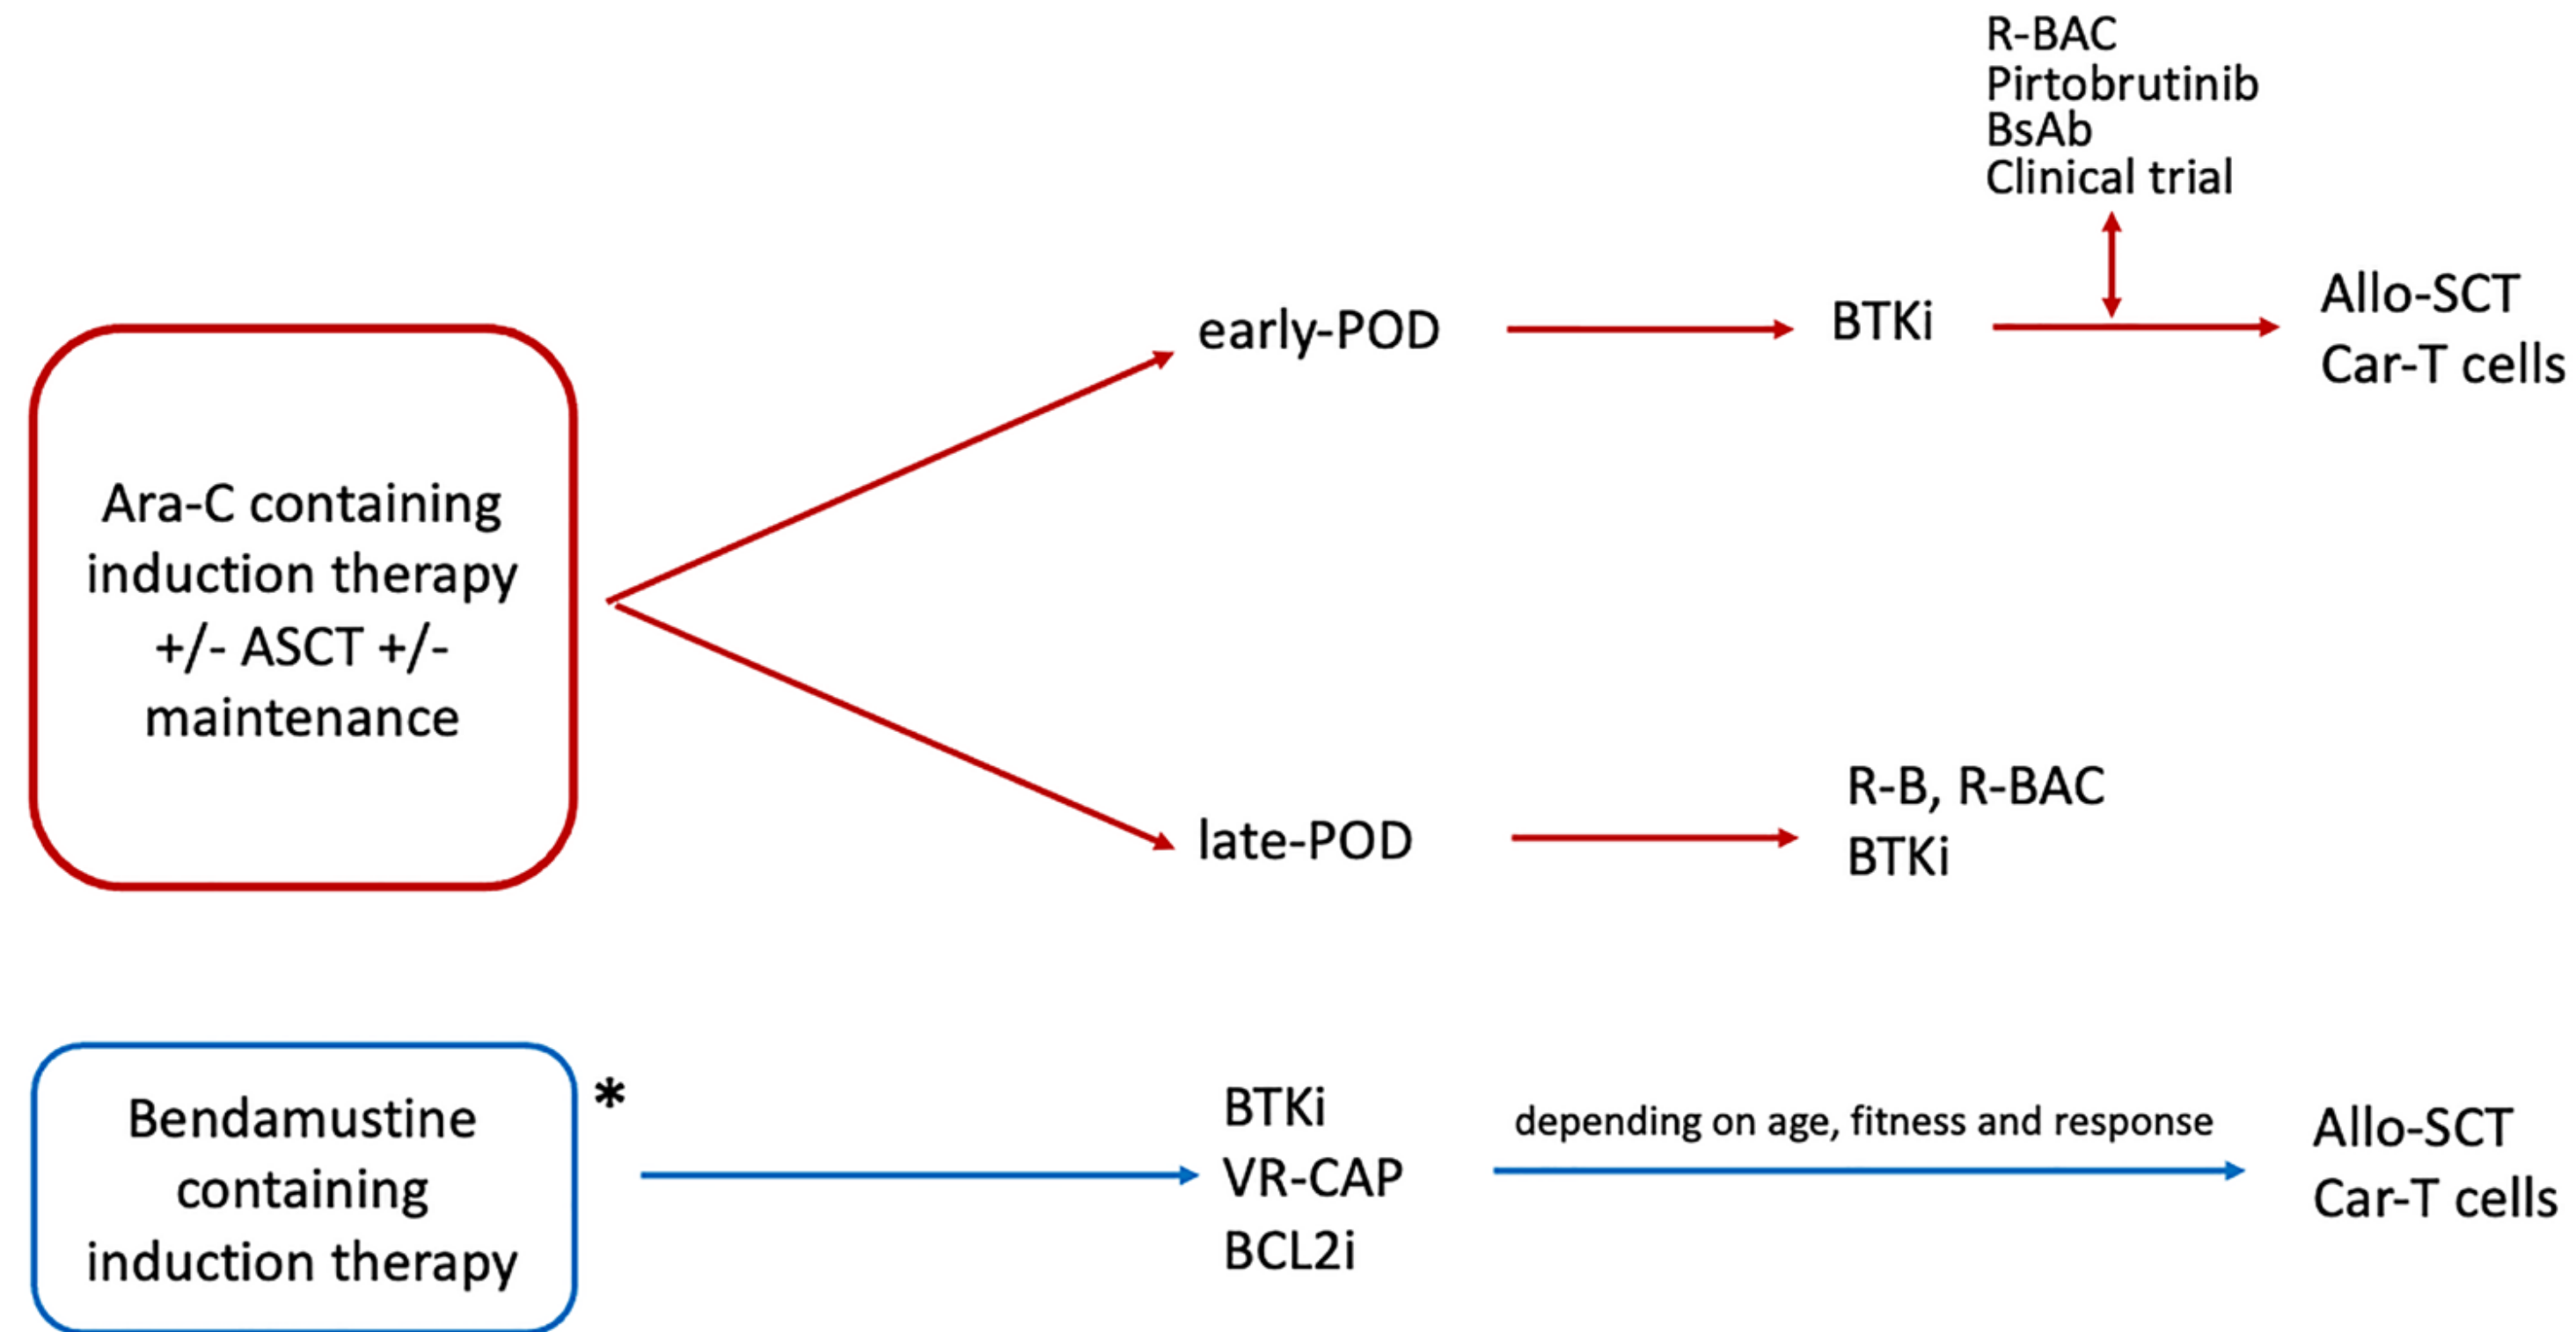 R-BAC
Pirtobrutinib
BsAb
Clinical trial
early-POD
BTKi
Allo-SCT
Car-T cells
Ara-C containing
induction therapy
+/- ASCT +/-
maintenance
late-POD
R-B, R-BAC
BTKi
Bendamustine
containing
induction therapy
*
BTKi
VR-CAP
BCL2i
depending on age, fitness and response
Allo-SCT
Car-T cells